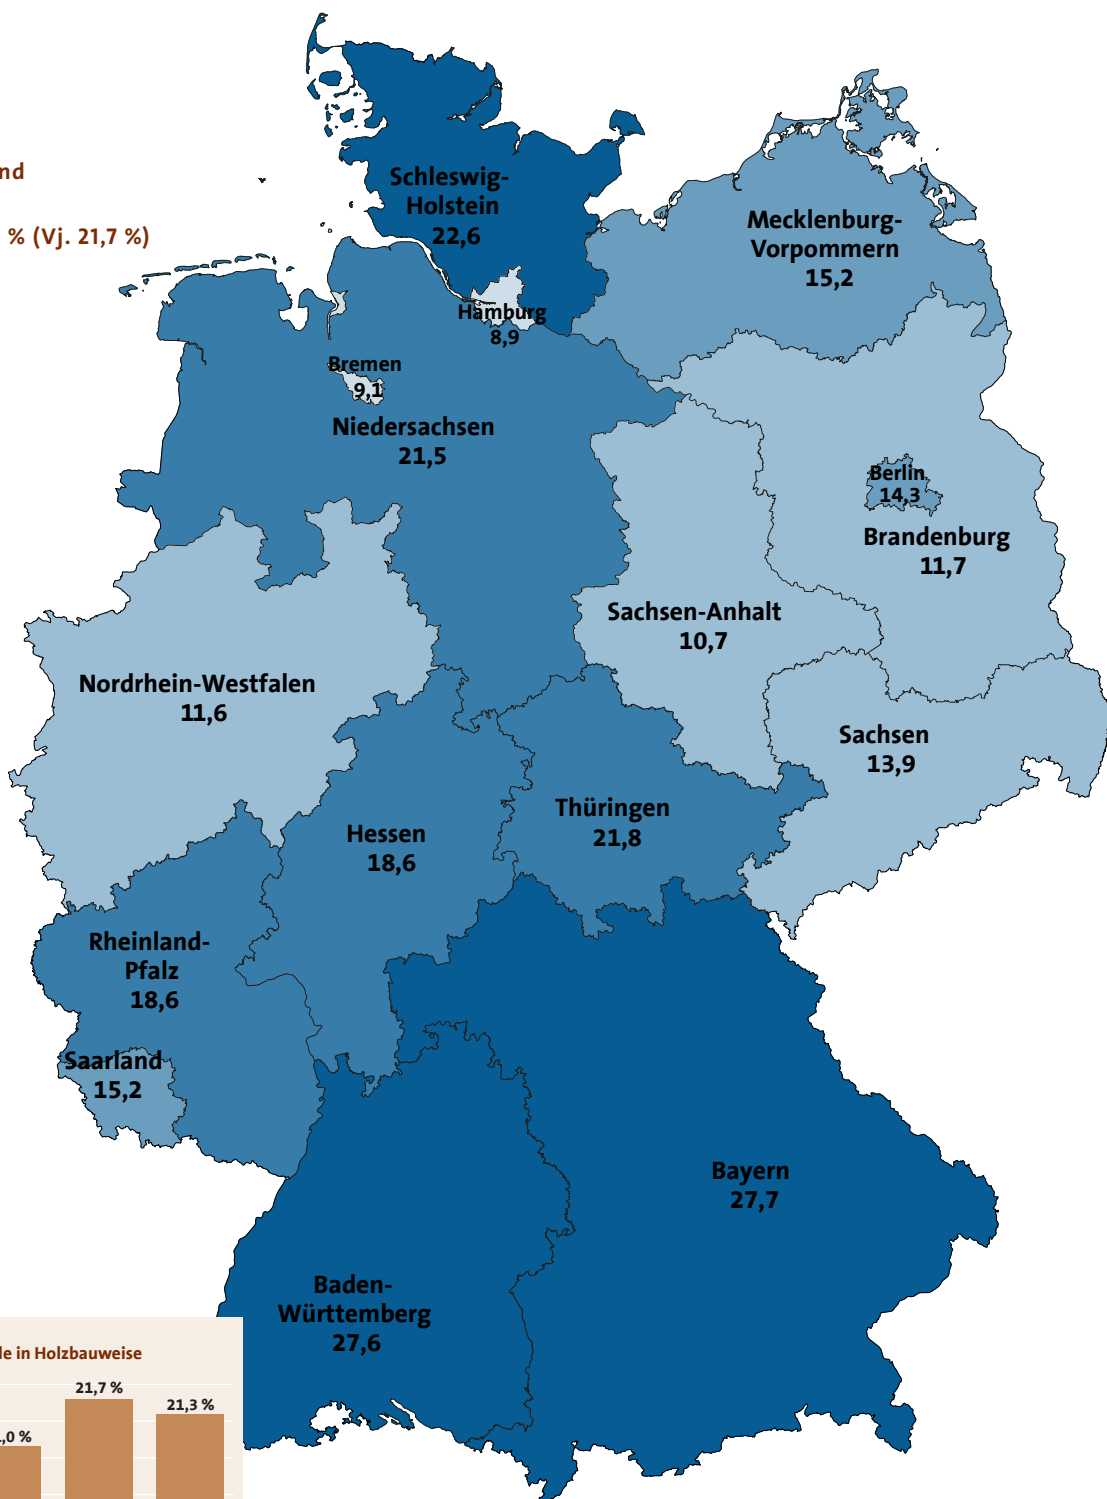 nd
% (Vj. 21,7 %)
Schleswig-
Holstein
22,6
Mecklenburg-
Vorpommern
15,2
Hamburg
8,9
Bremen
9,1
Niedersachsen
21,5
Berlin
14,3
Brandenburg
11,7
Sachsen-Anhalt
10,7
Nordrhein-Westfalen
11,6
Sachsen
13,9
Thüringen
21,8
Hessen
18,6
Rheinland-
Pfalz
18,6
Saarland
15,2
Bayern
27,7
Baden-
Württemberg
27,6
le in Holzbauweise
21,7 %
21,3 %
,0 %